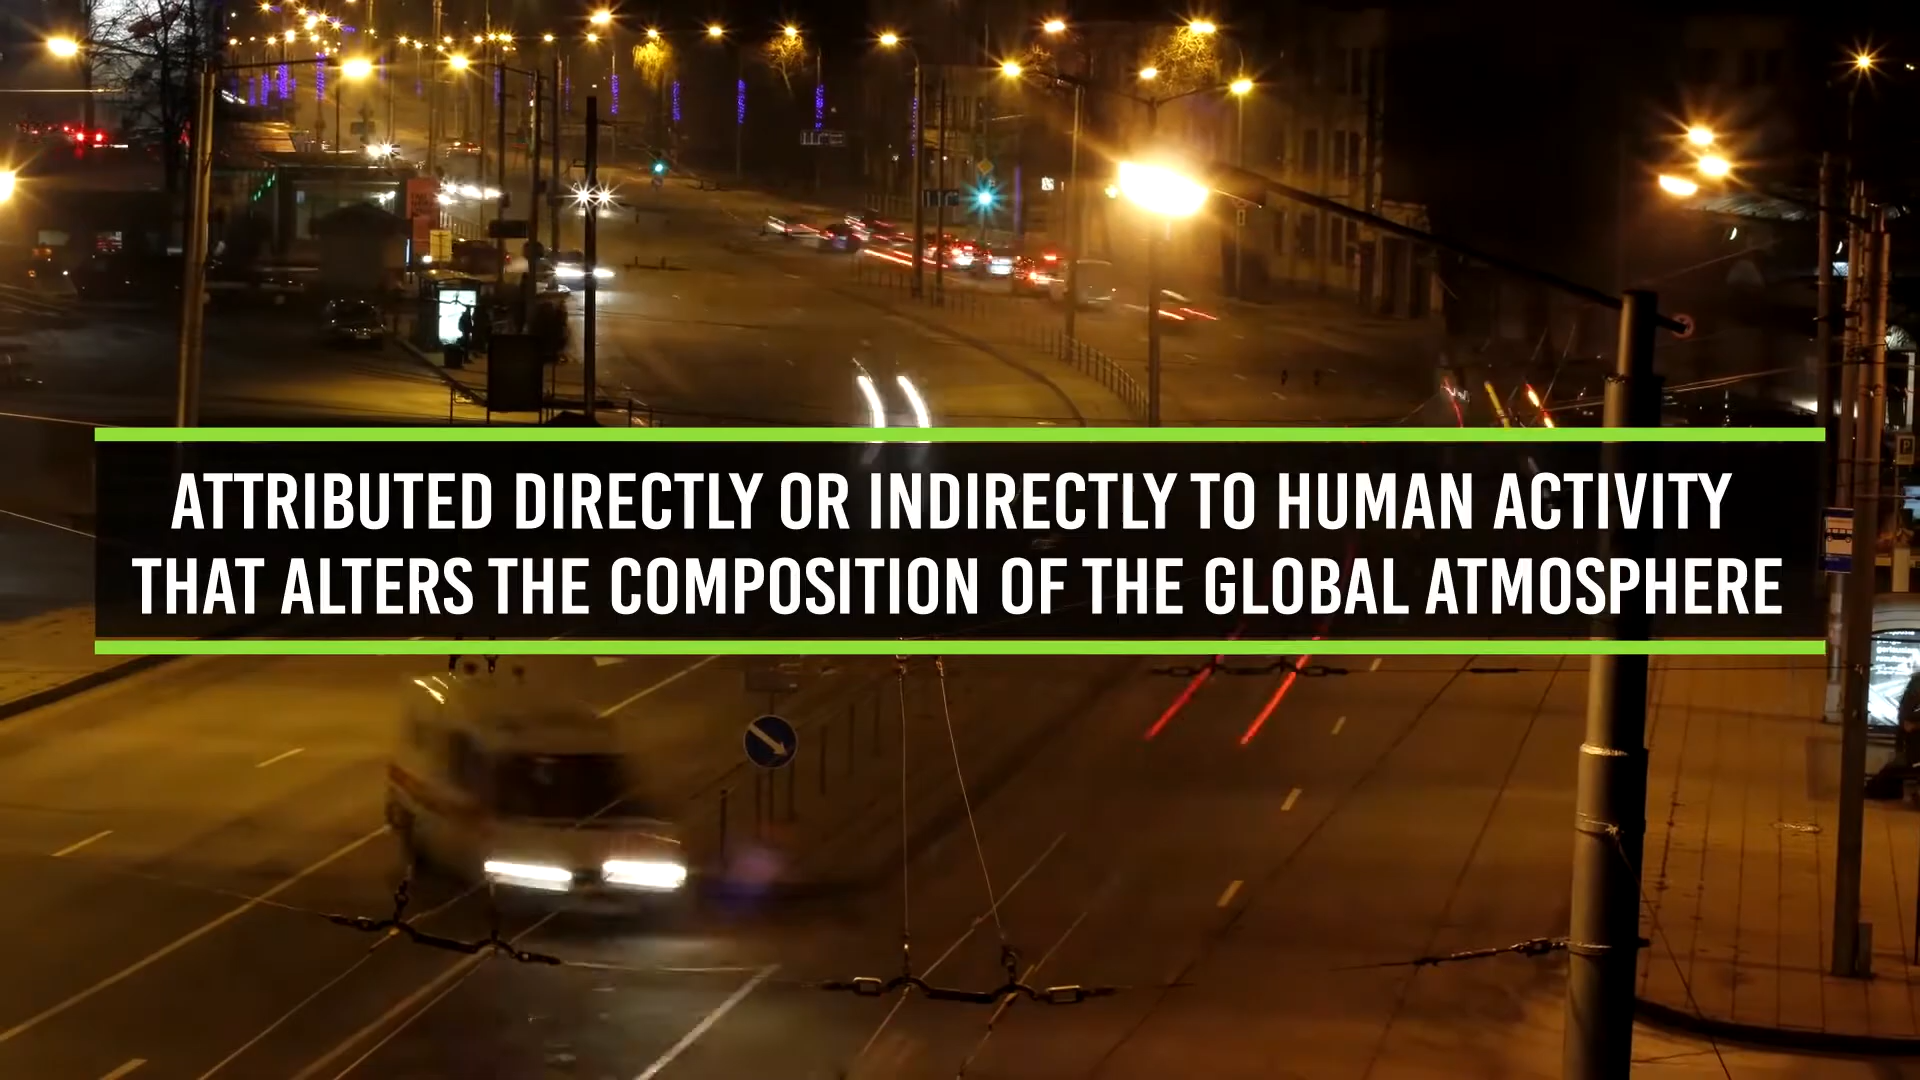 ATTRIBUTED DIRECTLY OR INDIRECTLY TO HUMAN ACTIVITY
THAT ALTERS THE COMPOSITION OF THE GLOBAL ATMOSPHERE